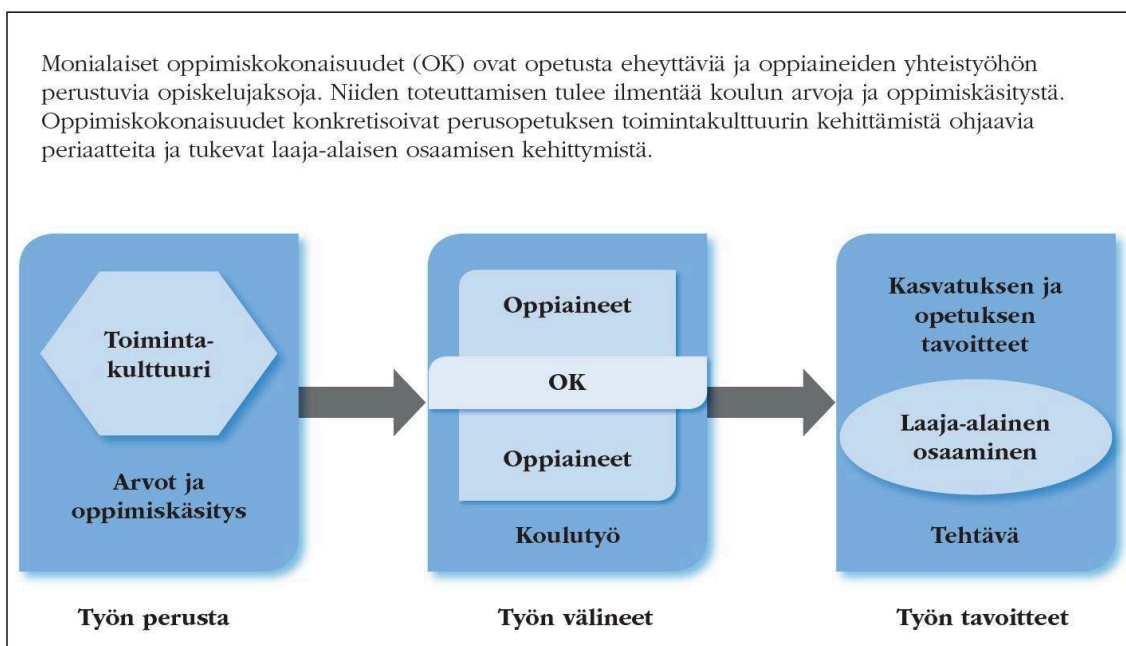 Monialaiset oppimiskokonaisuudet (OK) ovat opetusta eheyttäviä ja oppiaineiden yhteistyöhön
perustuvia opiskelujaksoja. Niiden toteuttamisen tulee ilmentää koulun arvoja ja oppimiskäsitystä.
Oppimiskokonaisuudet konkretisoivat perusopetuksen toimintakulttuurin kehittämistä ohjaavia
periaatteita ja tukevat laaja-alaisen osaamisen kehittymistä.
Toiminta-
kulttuuri
Arvot ja
oppimiskäsitys
Työn perusta
Oppiaineet
OK
Oppiaineet
Koulutyö
Työn välineet
Kasvatuksen ja
opetuksen
tavoitteet
Laaja-alainen
osaaminen
Tehtävä
Työn tavoitteet